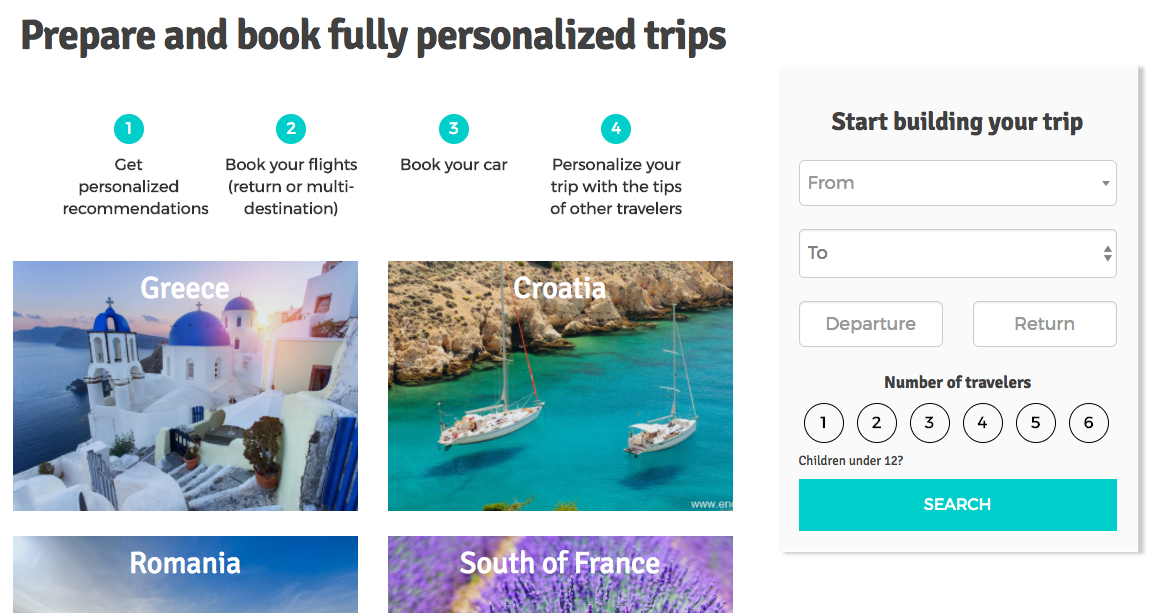 Prepare and book fully personalized trips
1
Get
personalized
recommendations
2
Book your flights
(return or multi-
destination)
3
Book your car
4
Personalize your
trip with the tips
of other travelers
Greece
Croatia
Romania
South of France
Start building your trip
From
To
Departure
Return
Number of travelers
1 2 3 4 5 6
Children under 12?
SEARCH